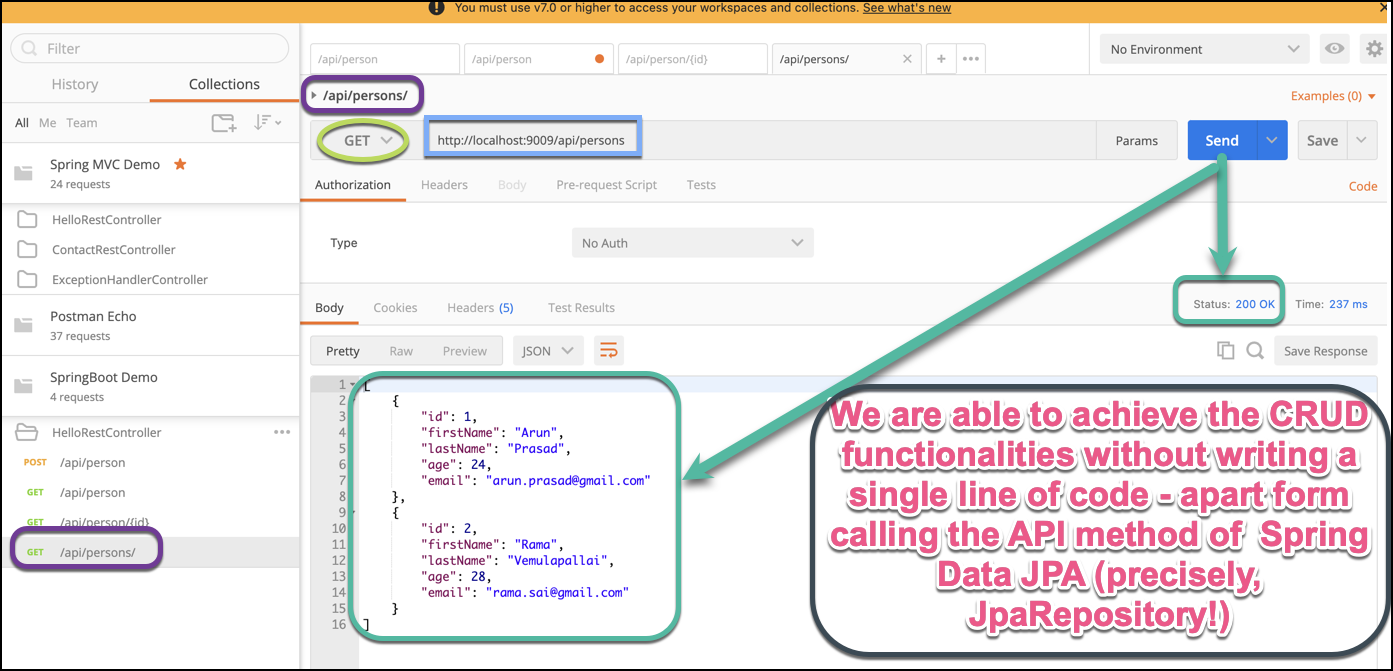 You must use v7.0 or higher to access your workspaces and collections. See what's new
Filter
History Collections
All Me Team
Spring MVC Demo
24 requests
HelloRestController
ContactRestController
ExceptionHandlerController
Postman Echo
37 requests
SpringBoot Demo
4 requests
HelloRestController
POST /api/person
GET /api/person
GET /api/person/{id}
GET /api/persons/
/api/person /api/person /api/person/{id} /api/persons/
No Environment
/api/persons/
Examples (0)
GET http://localhost:9009/api/persons Params Send Save
Authorization Headers Body Pre-request Script Tests Code
Type No Auth
Body Cookies Headers (5) Test Results Status: 200 OK Time: 237 ms
Pretty Raw Preview JSON Save Response
1 [
2 {
3 "id": 1,
4 "firstName": "Arun",
5 "lastName": "Prasad",
6 "age": 24,
7 "email": "arun.prasad@gmail.com"
8 },
9 {
10 "id": 2,
11 "firstName": "Rama",
12 "lastName": "Vemulapallai",
13 "age": 28,
14 "email": "rama.sai@gmail.com"
15 }
16 ]
We are able to achieve the CRUD
functionalities without writing a
single line of code - apart form
calling the API method of Spring
Data JPA (precisely,
JpaRepository!)